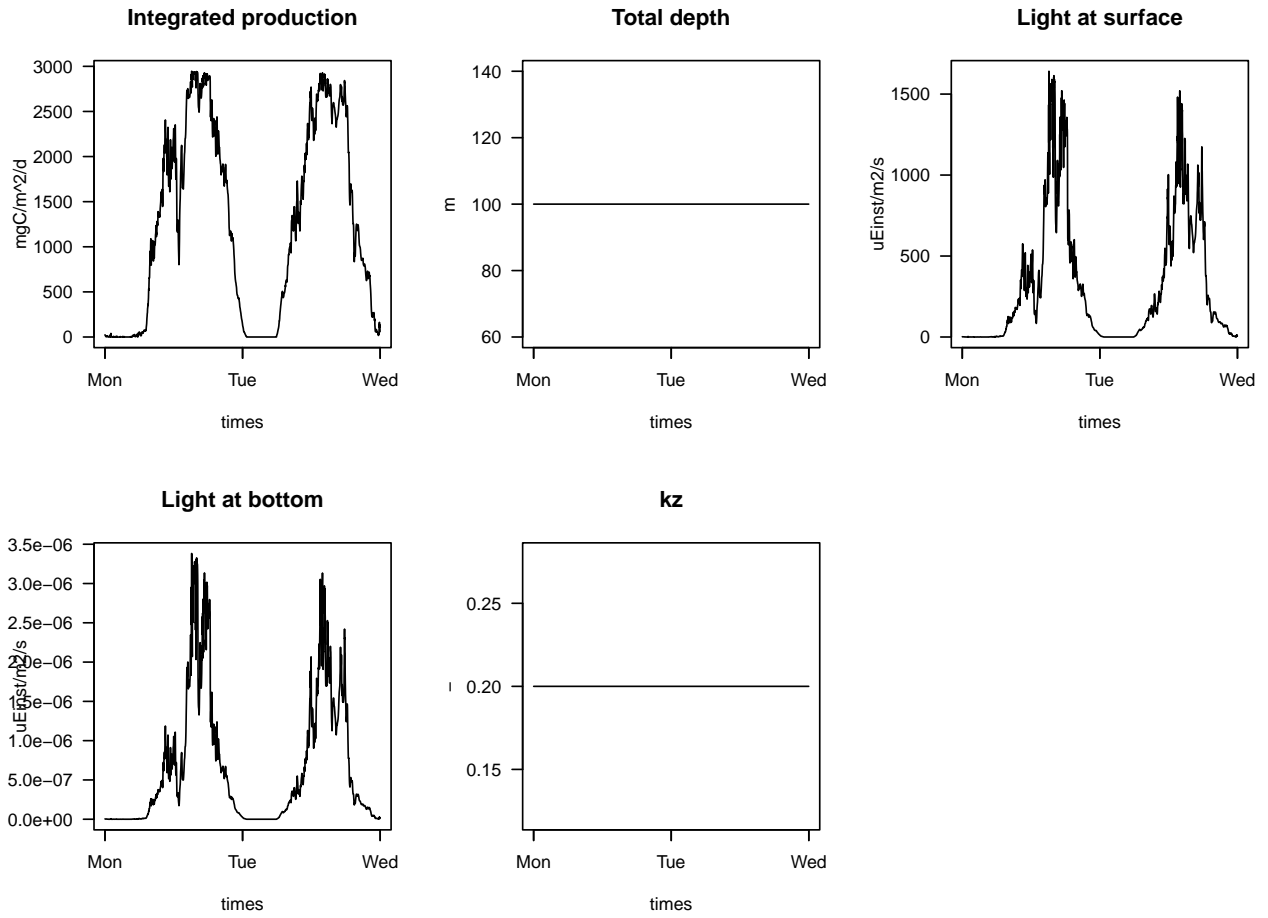 Integrated production
mgC/m^2/d
3000
2500
2000
1500
1000
500
0
Mon Tue Wed
times
Total depth
m
140
120
100
80
60
Mon Tue Wed
times
Light at surface
uEinst/m2/s
1500
1000
500
0
Mon Tue Wed
times
Light at bottom
uEinst/m2/s
3.5e−06
3.0e−06
2.5e−06
2.0e−06
1.5e−06
1.0e−06
5.0e−07
0.0e+00
Mon Tue Wed
times
kz
−
0.25
0.20
0.15
Mon Tue Wed
times